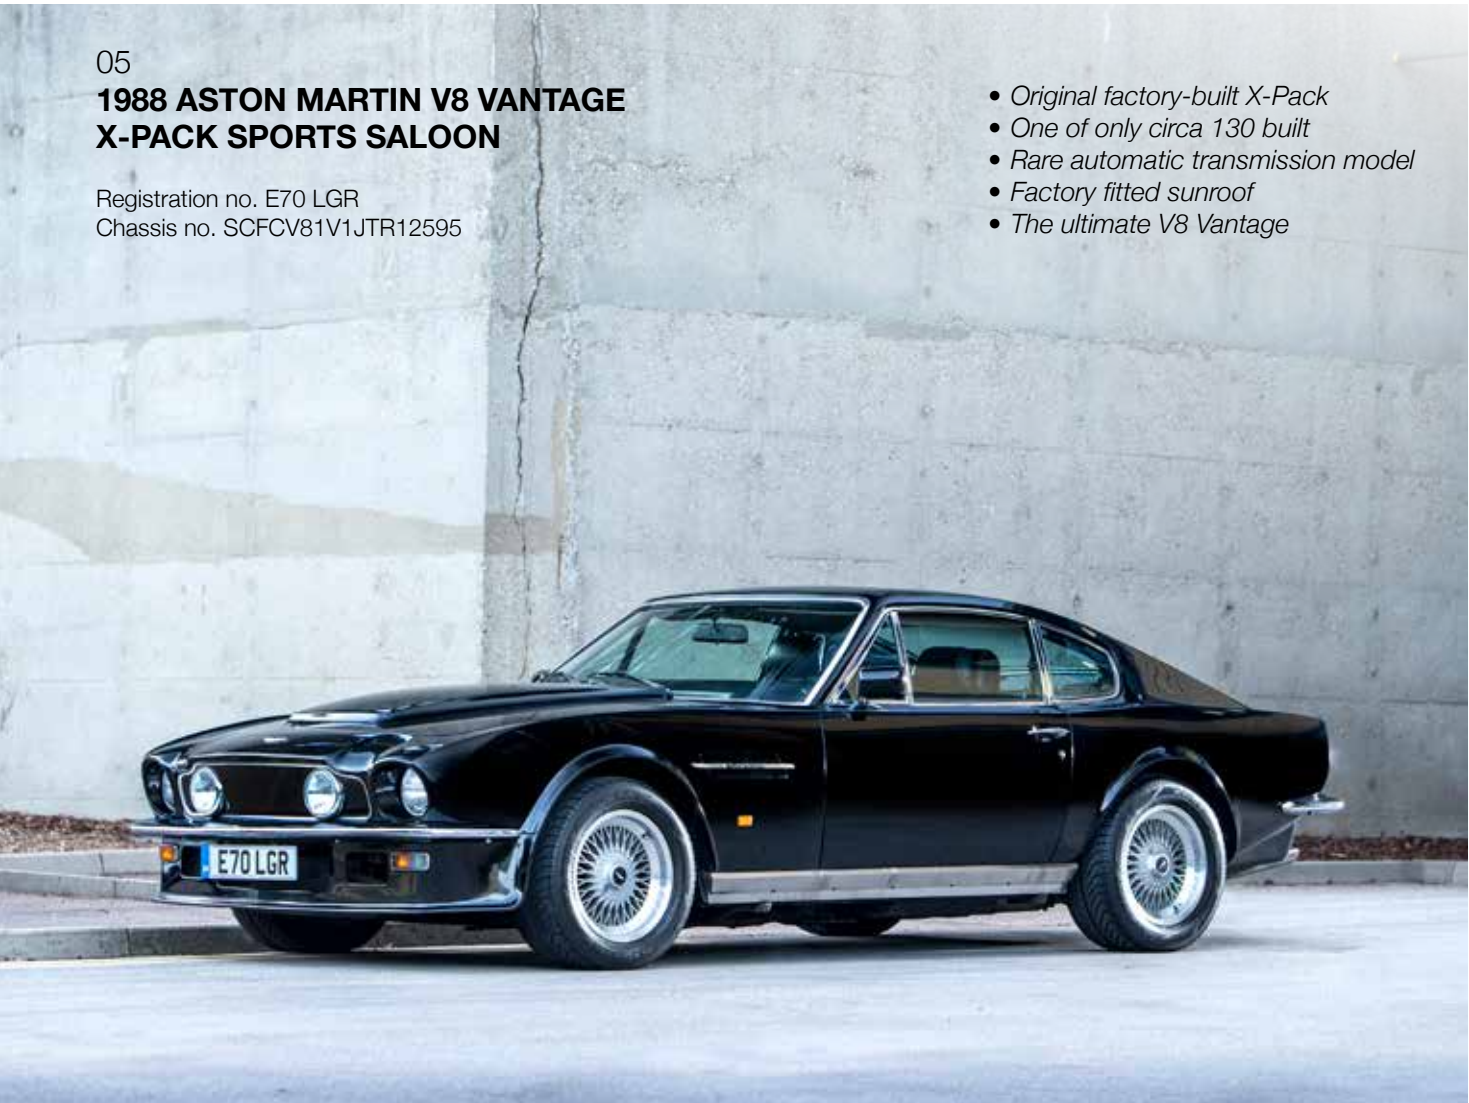 05
1988 ASTON MARTIN V8 VANTAGE
X-PACK SPORTS SALOON
Registration no. E70 LGR
Chassis no. SCFCV81V1JTR12595
• Original factory-built X-Pack
• One of only circa 130 built
• Rare automatic transmission model
• Factory fitted sunroof
• The ultimate V8 Vantage
E70 LGR